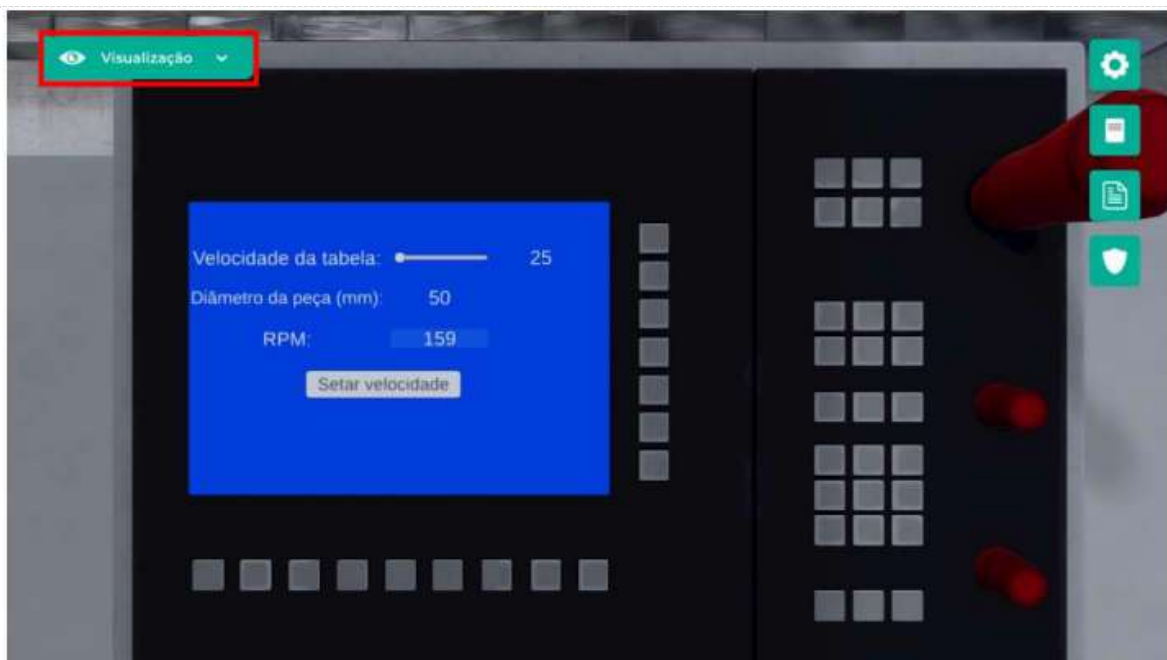 Visualização
Velocidade da tabela: 25
Diâmetro da peça (mm): 50
RPM: 159
Setar velocidade